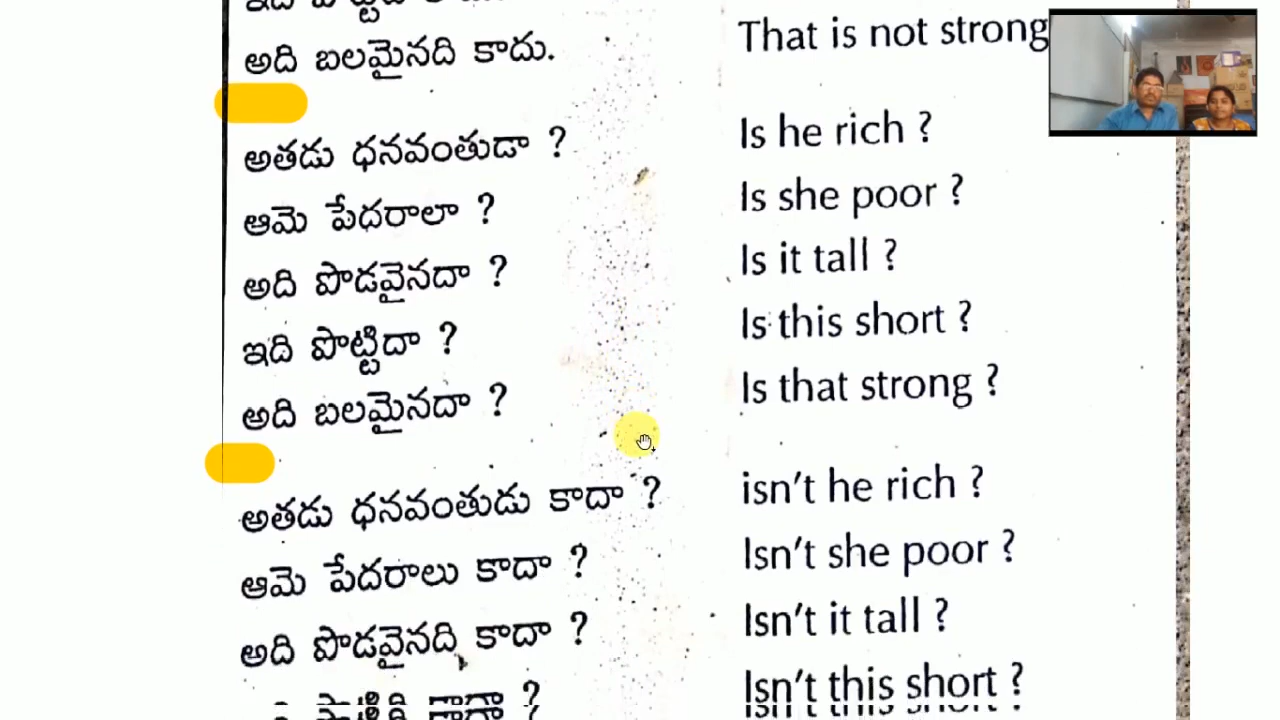 అది బలమైనది కాదు. That is not strong
అతడు ధనవంతుడా ? Is he rich ?
ఆమె పేదరాలా ? Is she poor ?
అది పొడవైనదా ? Is it tall ?
ఇది పొట్టిదా ? Is this short ?
అది బలమైనదా ? Is that strong ?
అతడు ధనవంతుడు కాదా ? isn't he rich ?
ఆమె పేదరాలు కాదా ? Isn't she poor ?
అది పొడవైనది కాదా ? Isn't it tall ?
కాదా ? Isn't this short ?